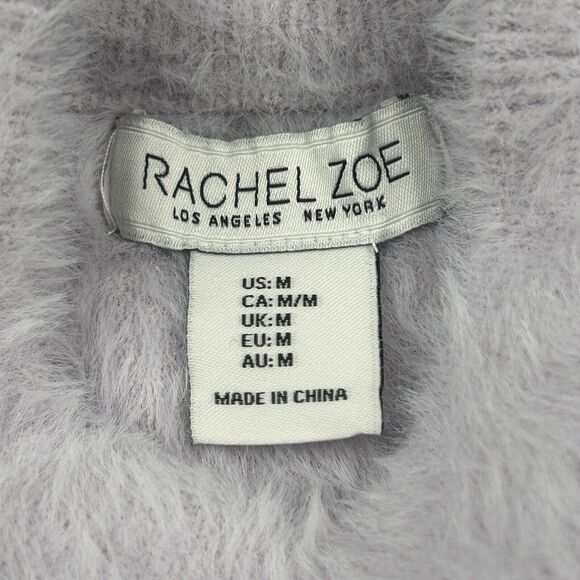 RACHEL ZOE
LOS ANGELES NEW YORK
US: M
CA: M/M
UK: M
EU: M
AU: M
MADE IN CHINA